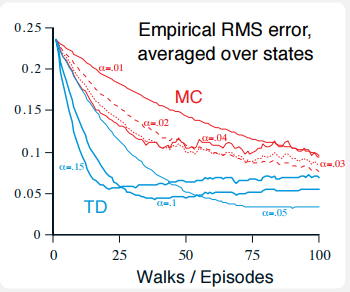 Empirical RMS error,
averaged over states
0.25
0.2
0.15
0.1
0.05
0
α=.01
MC
α=.02
α=.04
α=.03
α=.15
TD
α=.1
α=.05
0 25 50 75 100
Walks / Episodes